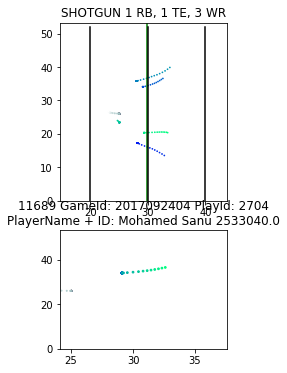 SHOTGUN 1 RB, 1 TE, 3 WR
50
40
30
20
10
0
20 30 40
11689 GameId: 2017092404 PlayId: 2704
PlayerName + ID: Mohamed Sanu 2533040.0
40
20
0
25 30 35